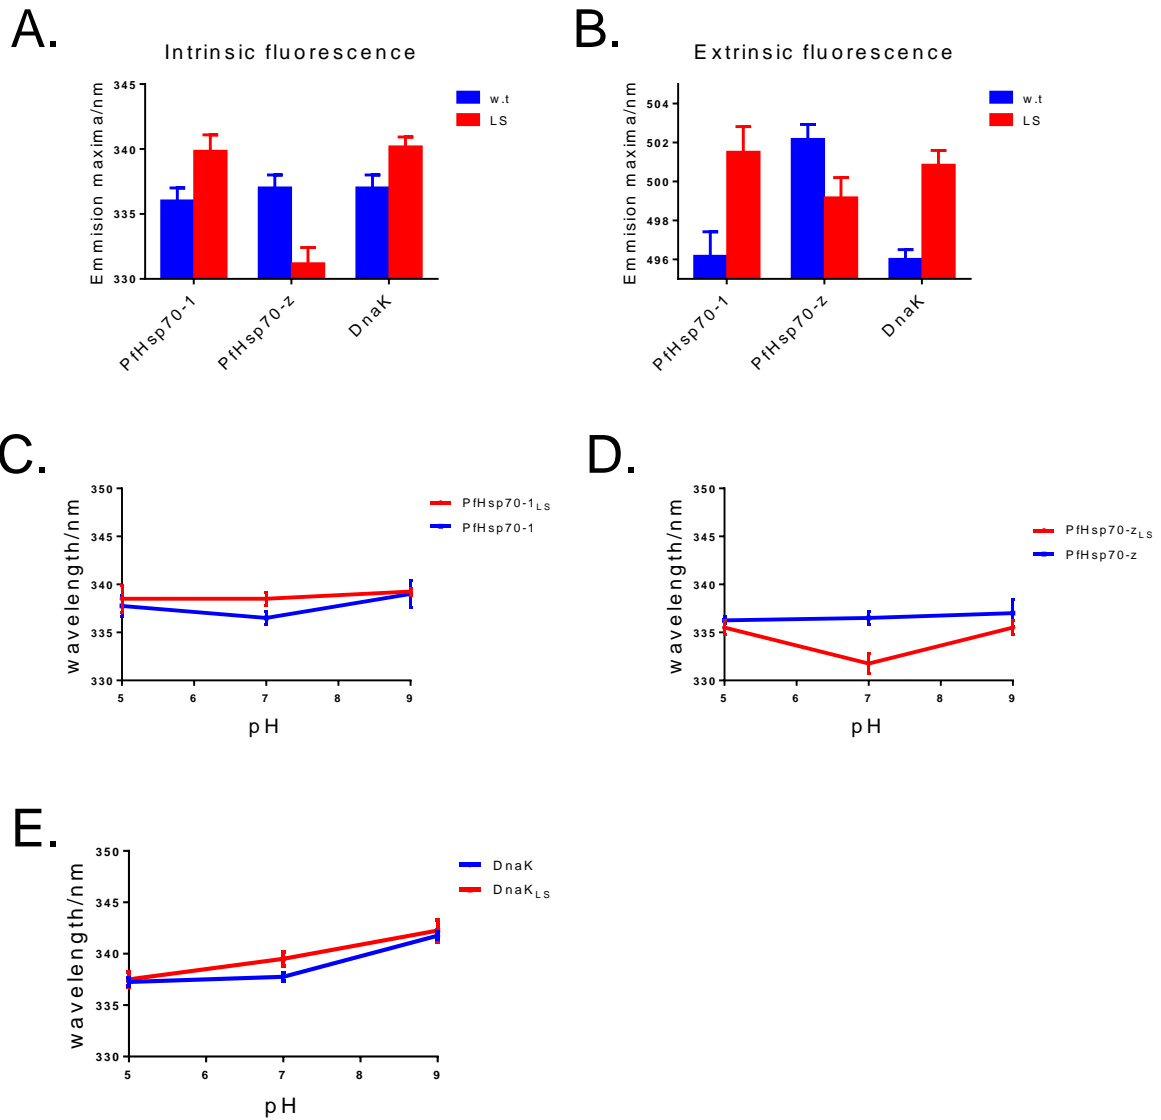 A.
Intrinsic fluorescence
Emmision maxima/nm
345
340
335
330
PfHsp70-1
PfHsp70-z
DnaK
w.t
LS
B.
Extrinsic fluorescence
Emmision maxima/nm
504
502
500
498
496
PfHsp70-1
PfHsp70-z
DnaK
w.t
LS
C.
wavelength/nm
350
345
340
335
330
5 6 7 8 9
pH
PfHsp70-1LS
PfHsp70-1
D.
wavelength/nm
350
345
340
335
330
5 6 7 8 9
pH
PfHsp70-zLS
PfHsp70-z
E.
wavelength/nm
350
345
340
335
330
5 6 7 8 9
pH
DnaK
DnaKLS